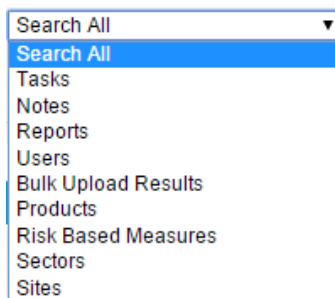 Search All
Search All
Tasks
Notes
Reports
Users
Bulk Upload Results
Products
Risk Based Measures
Sectors
Sites